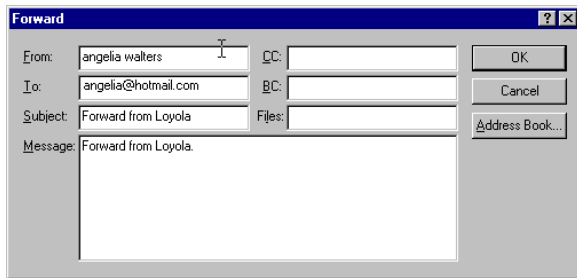 Forward
From: angelia walters CC: OK
To: angelia@hotmail.com BC: Cancel
Subject: Forward from Loyola Files: Address Book...
Message: Forward from Loyola.